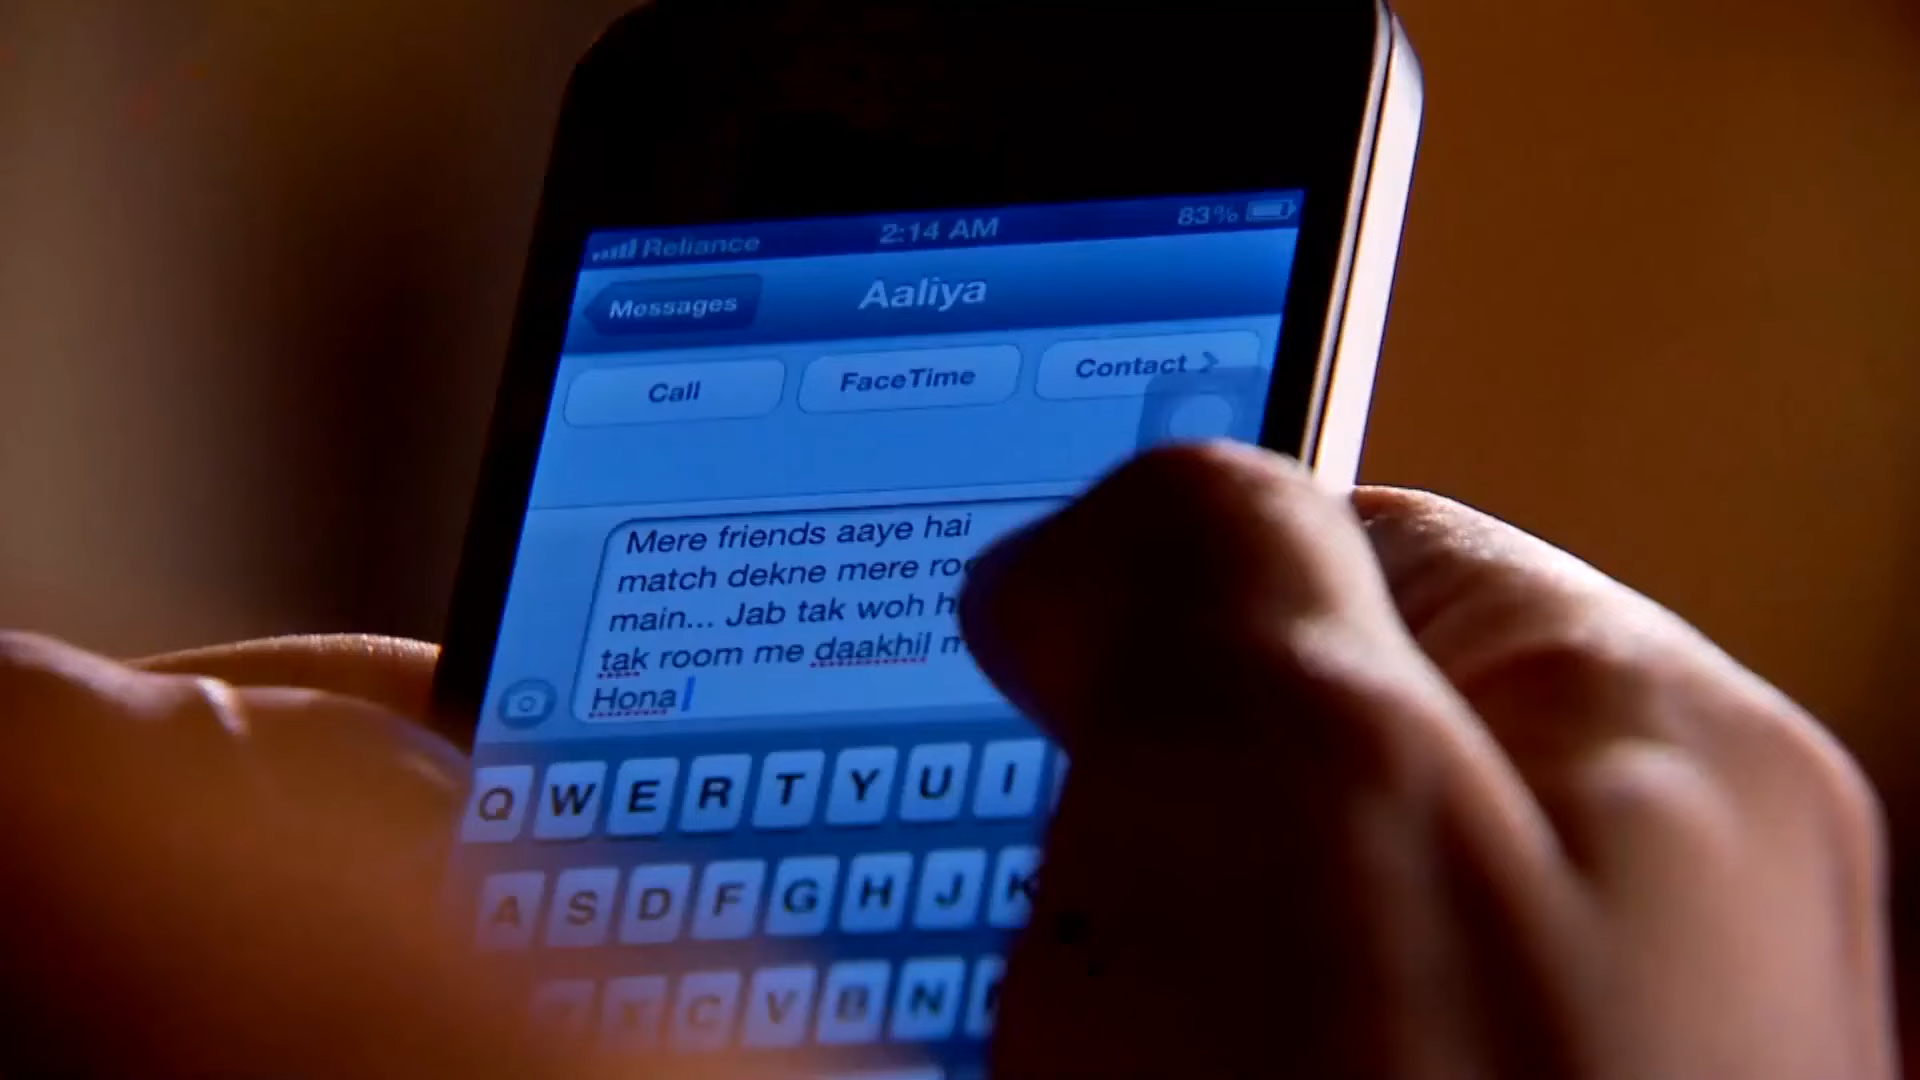 Reliance 2:14 AM 83%
Messages Aaliya
Call FaceTime Contact
Mere friends aaye hai
match dekne mere
main... Jab tak woh
tak room me daakhil
Hona
Q W E R T Y U I
A S D F G H J K
C V B N